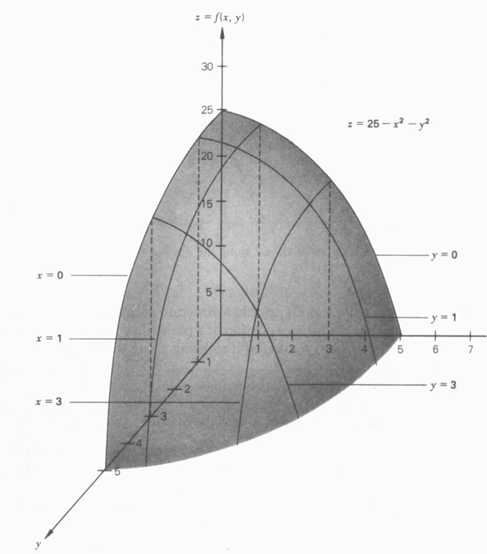 z = f(x, y)
30
25
z = 25 – x² – y²
20
15
10
y = 0
x = 0
5
y = 1
1 2 3 4 5 6 7
x = 1
1
2
y = 3
x = 3
3
4
5
y